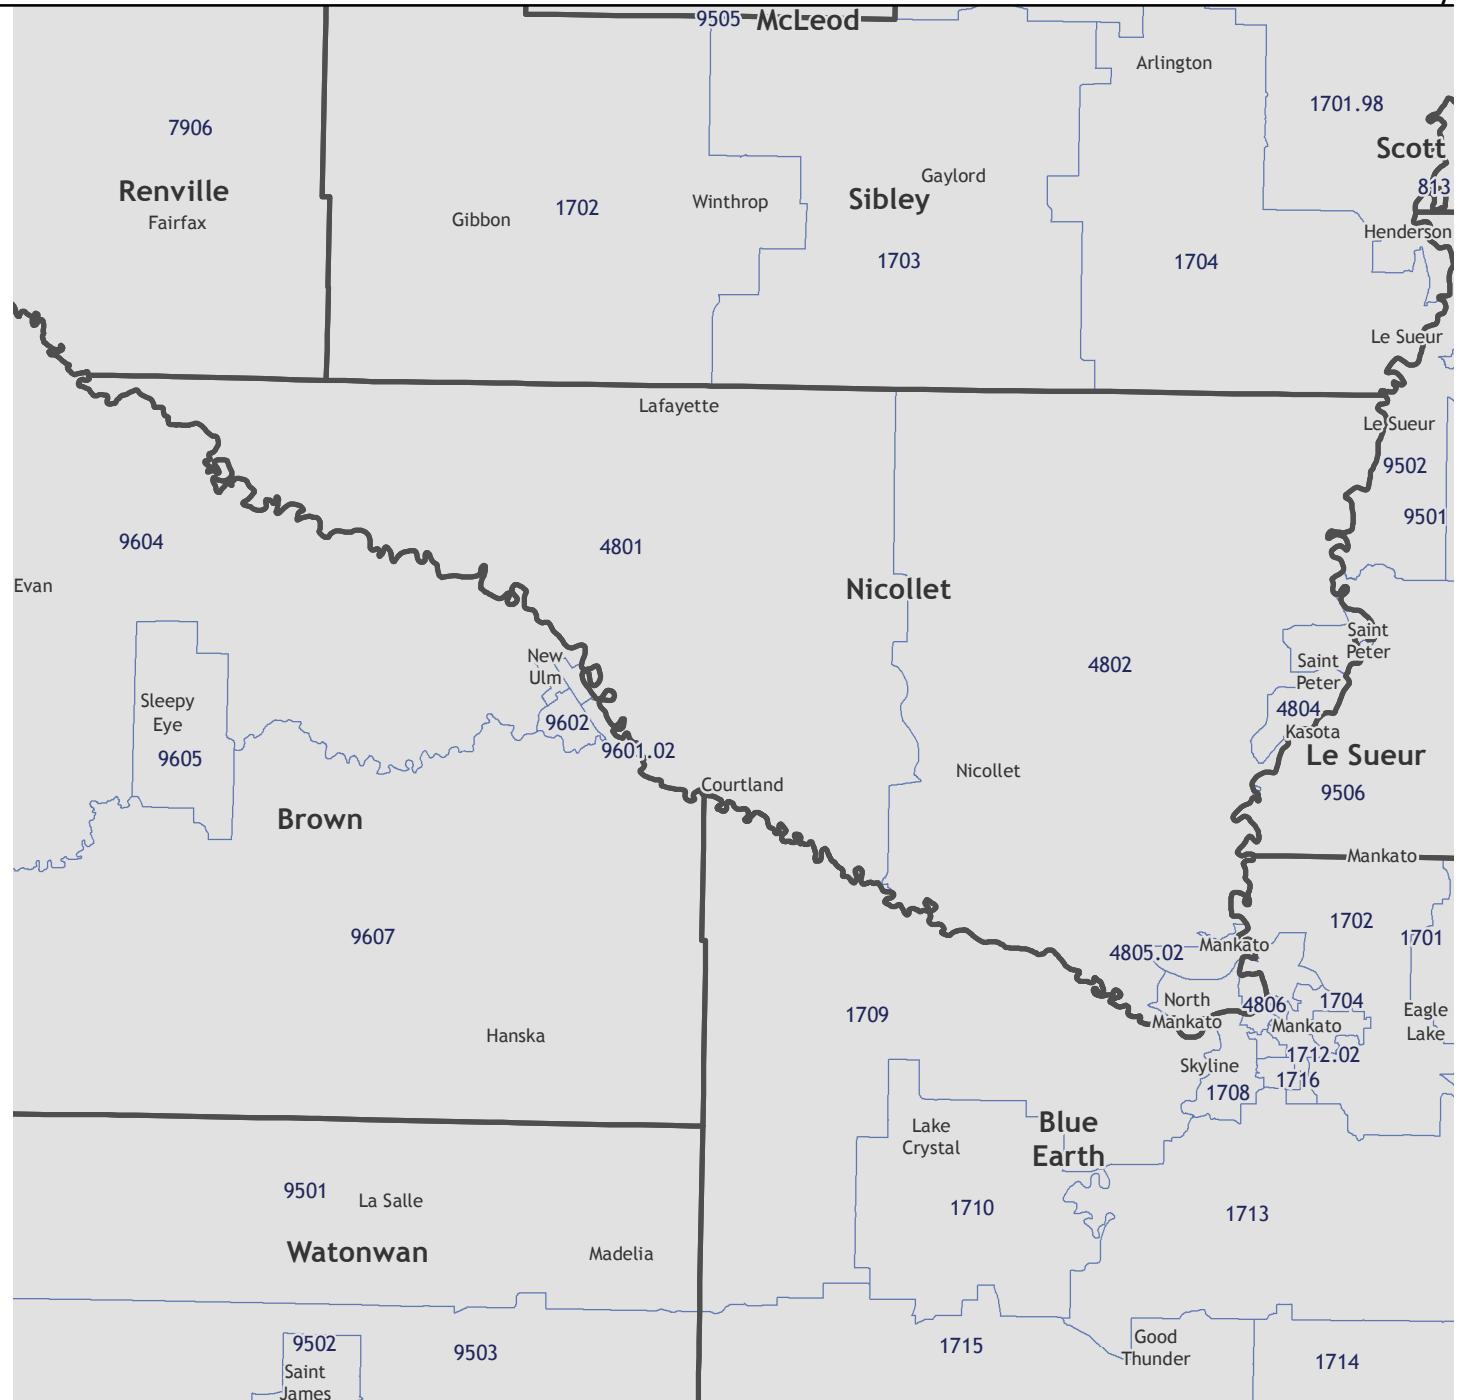 9505
McLeod
Arlington
1701.98
7906
Scott
Renville
Fairfax
Gibbon
1702
Winthrop
Gaylord
Sibley
813
Henderson
1703
1704
Le Sueur
Lafayette
Le Sueur
9502
9501
9604
4801
Evan
Nicollet
Saint
Peter
New
Ulm
4802
Saint
Peter
Sleepy
Eye
9602
4804
Kasota
9601.02
Le Sueur
9605
Nicollet
Courtland
9506
Brown
Mankato
9607
1702
1701
4805.02
Mankato
1709
North
Mankato
4806
1704
Mankato
Eagle
Lake
Hanska
1712.02
Skyline
1716
1708
Lake
Crystal
Blue
Earth
9501
La Salle
1710
1713
Watonwan
Madelia
9502
9503
1715
Good
Thunder
1714
Saint
James